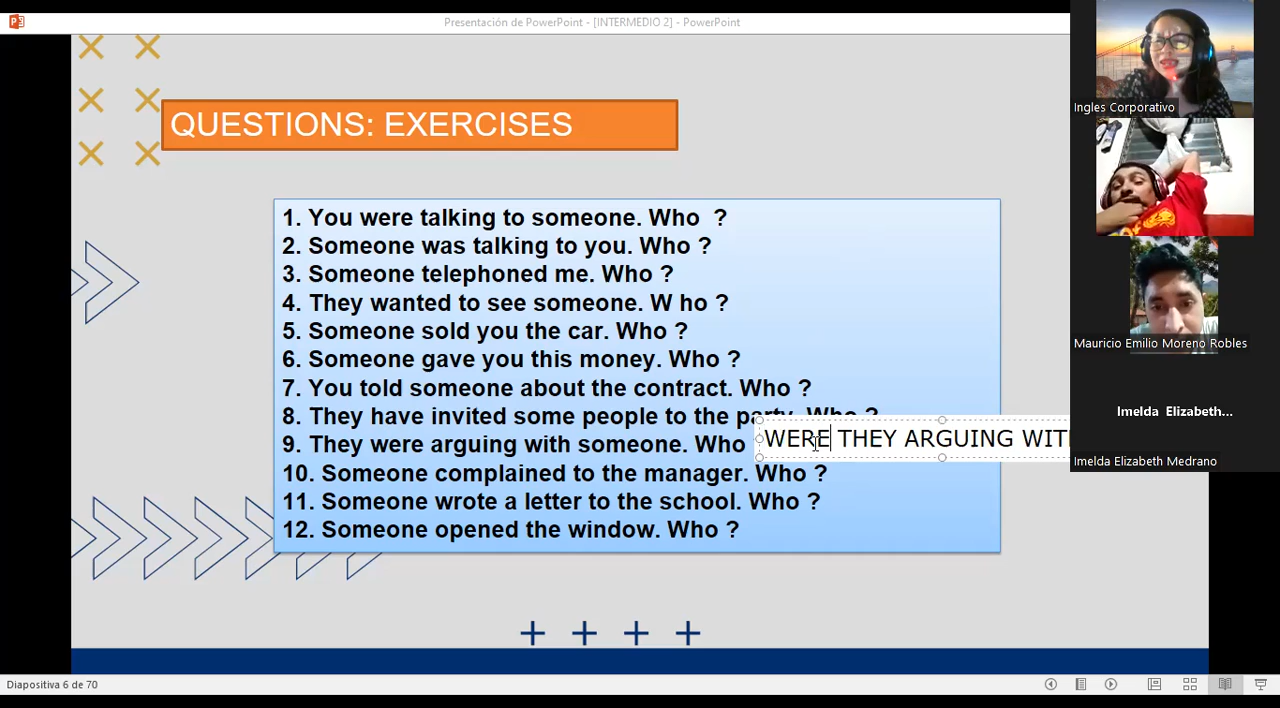 Presentación de PowerPoint - [INTERMEDIO 2] - PowerPoint
QUESTIONS: EXERCISES
1. You were talking to someone. Who ?
2. Someone was talking to you. Who ?
3. Someone telephoned me. Who ?
4. They wanted to see someone. W ho ?
5. Someone sold you the car. Who ?
6. Someone gave you this money. Who ?
7. You told someone about the contract. Who ?
8. They have invited some people to the party. Who ?
9. They were arguing with someone. Who
WERE THEY ARGUING WITH
10. Someone complained to the manager. Who ?
11. Someone wrote a letter to the school. Who ?
12. Someone opened the window. Who ?
Ingles Corporativo
Mauricio Emilio Moreno Robles
Imelda Elizabeth...
Imelda Elizabeth Medrano
Diapositiva 6 de 70